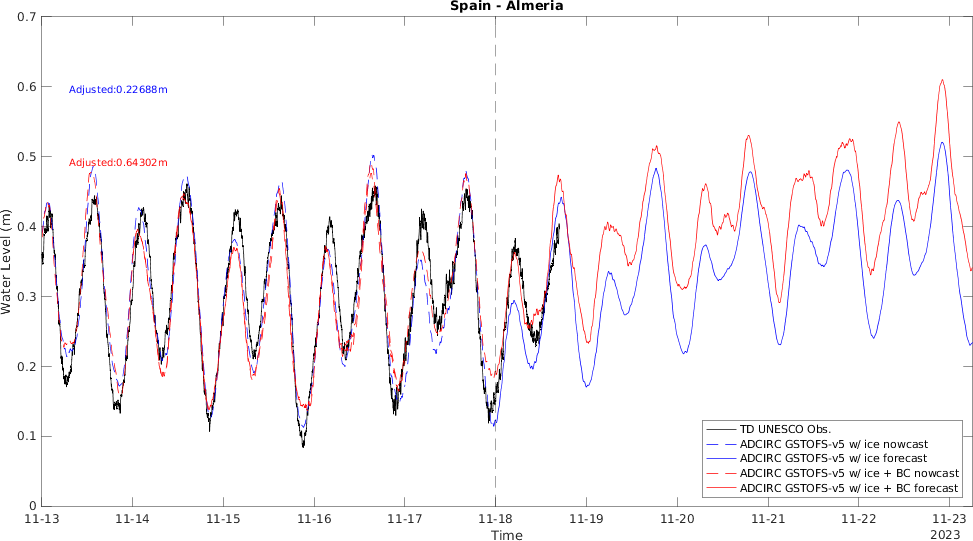 Spain - Almeria
0.7
0.6
0.5
0.4
0.3
0.2
0.1
0
Water Level (m)
Adjusted:0.22688m
Adjusted:0.64302m
TD UNESCO Obs.
ADCIRC GSTOFS-v5 w/ ice nowcast
ADCIRC GSTOFS-v5 w/ ice forecast
ADCIRC GSTOFS-v5 w/ ice + BC nowcast
ADCIRC GSTOFS-v5 w/ ice + BC forecast
11-13 11-14 11-15 11-16 11-17 11-18 11-19 11-20 11-21 11-22 11-23
2023
Time